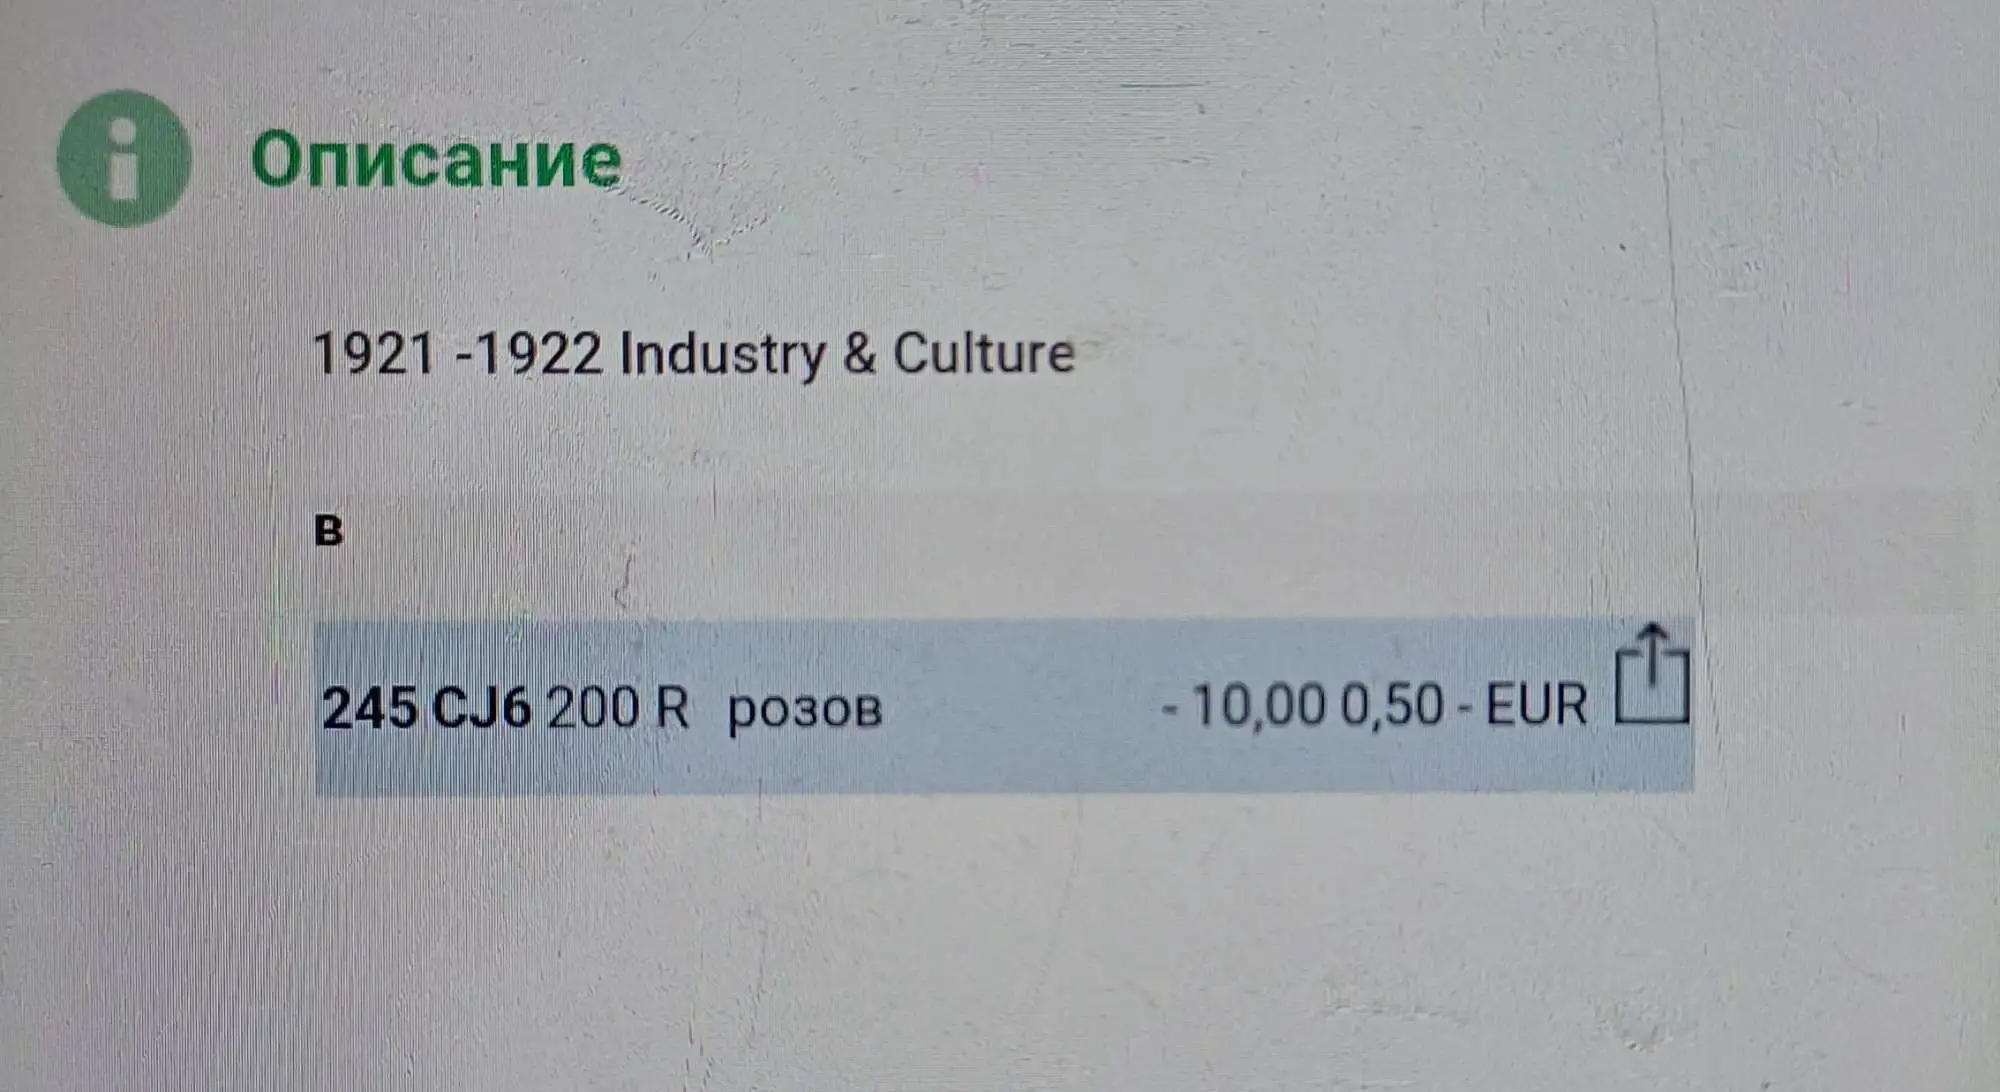 Описание
1921 -1922 Industry & Culture
B
245 CJ6 200 R розов - 10,00 0,50 - EUR